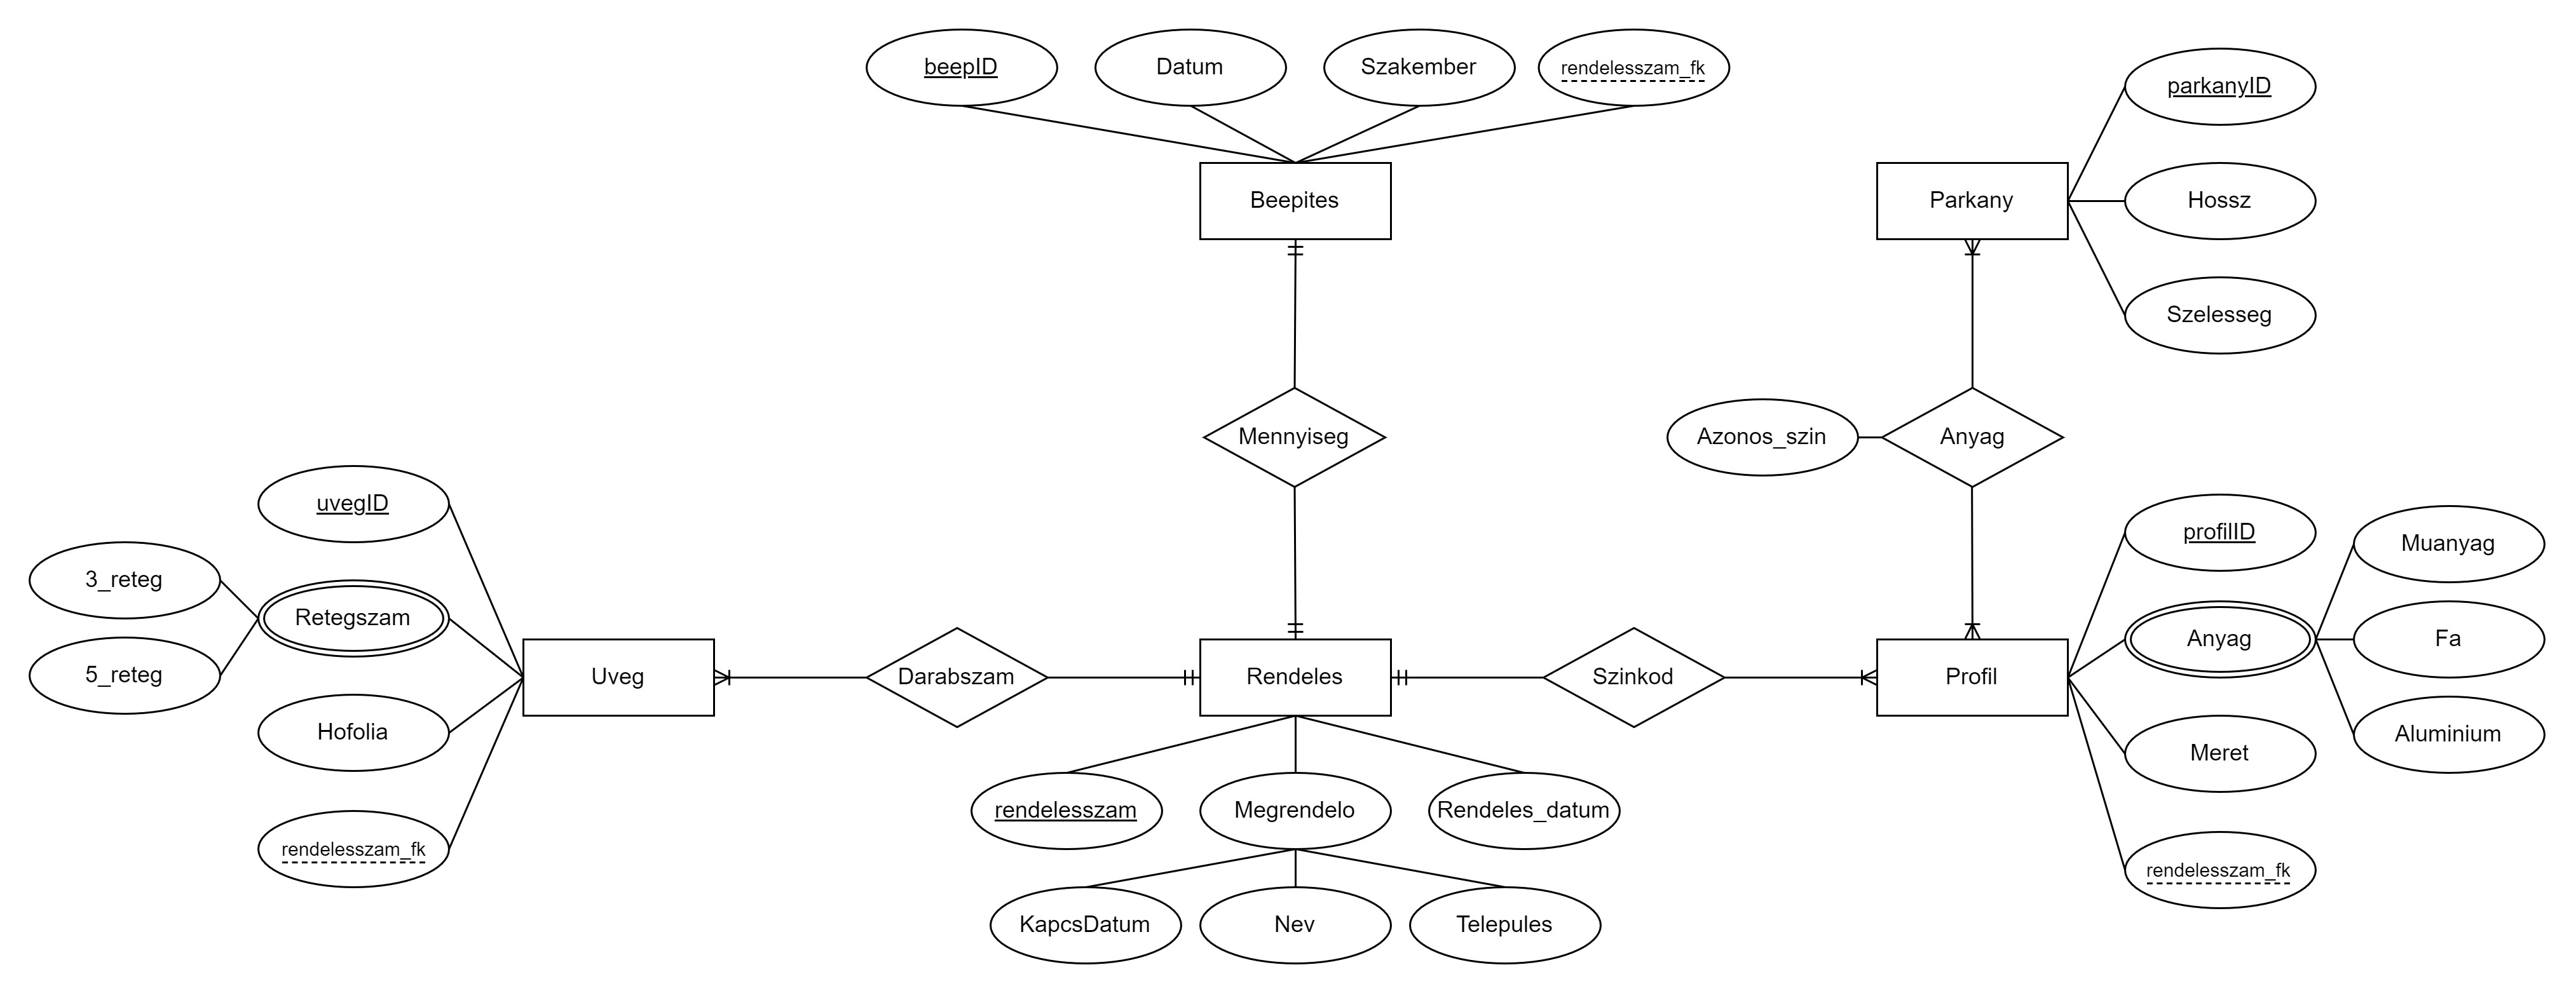 beepID
Datum
Szakember
rendelesszam_fk
parkanyID
Beepites
Parkany
Hossz
Szelesseg
Mennyiseg
Azonos_szin
Anyag
uvegID
profilID
Muanyag
3_reteg
Retegszam
Anyag
Fa
5_reteg
Uveg
Darabszam
Rendeles
Szinkod
Profil
Hofolia
Meret
Aluminium
rendelesszam
Megrendelo
Rendeles_datum
rendelesszam_fk
rendelesszam_fk
KapcsDatum
Nev
Telepules